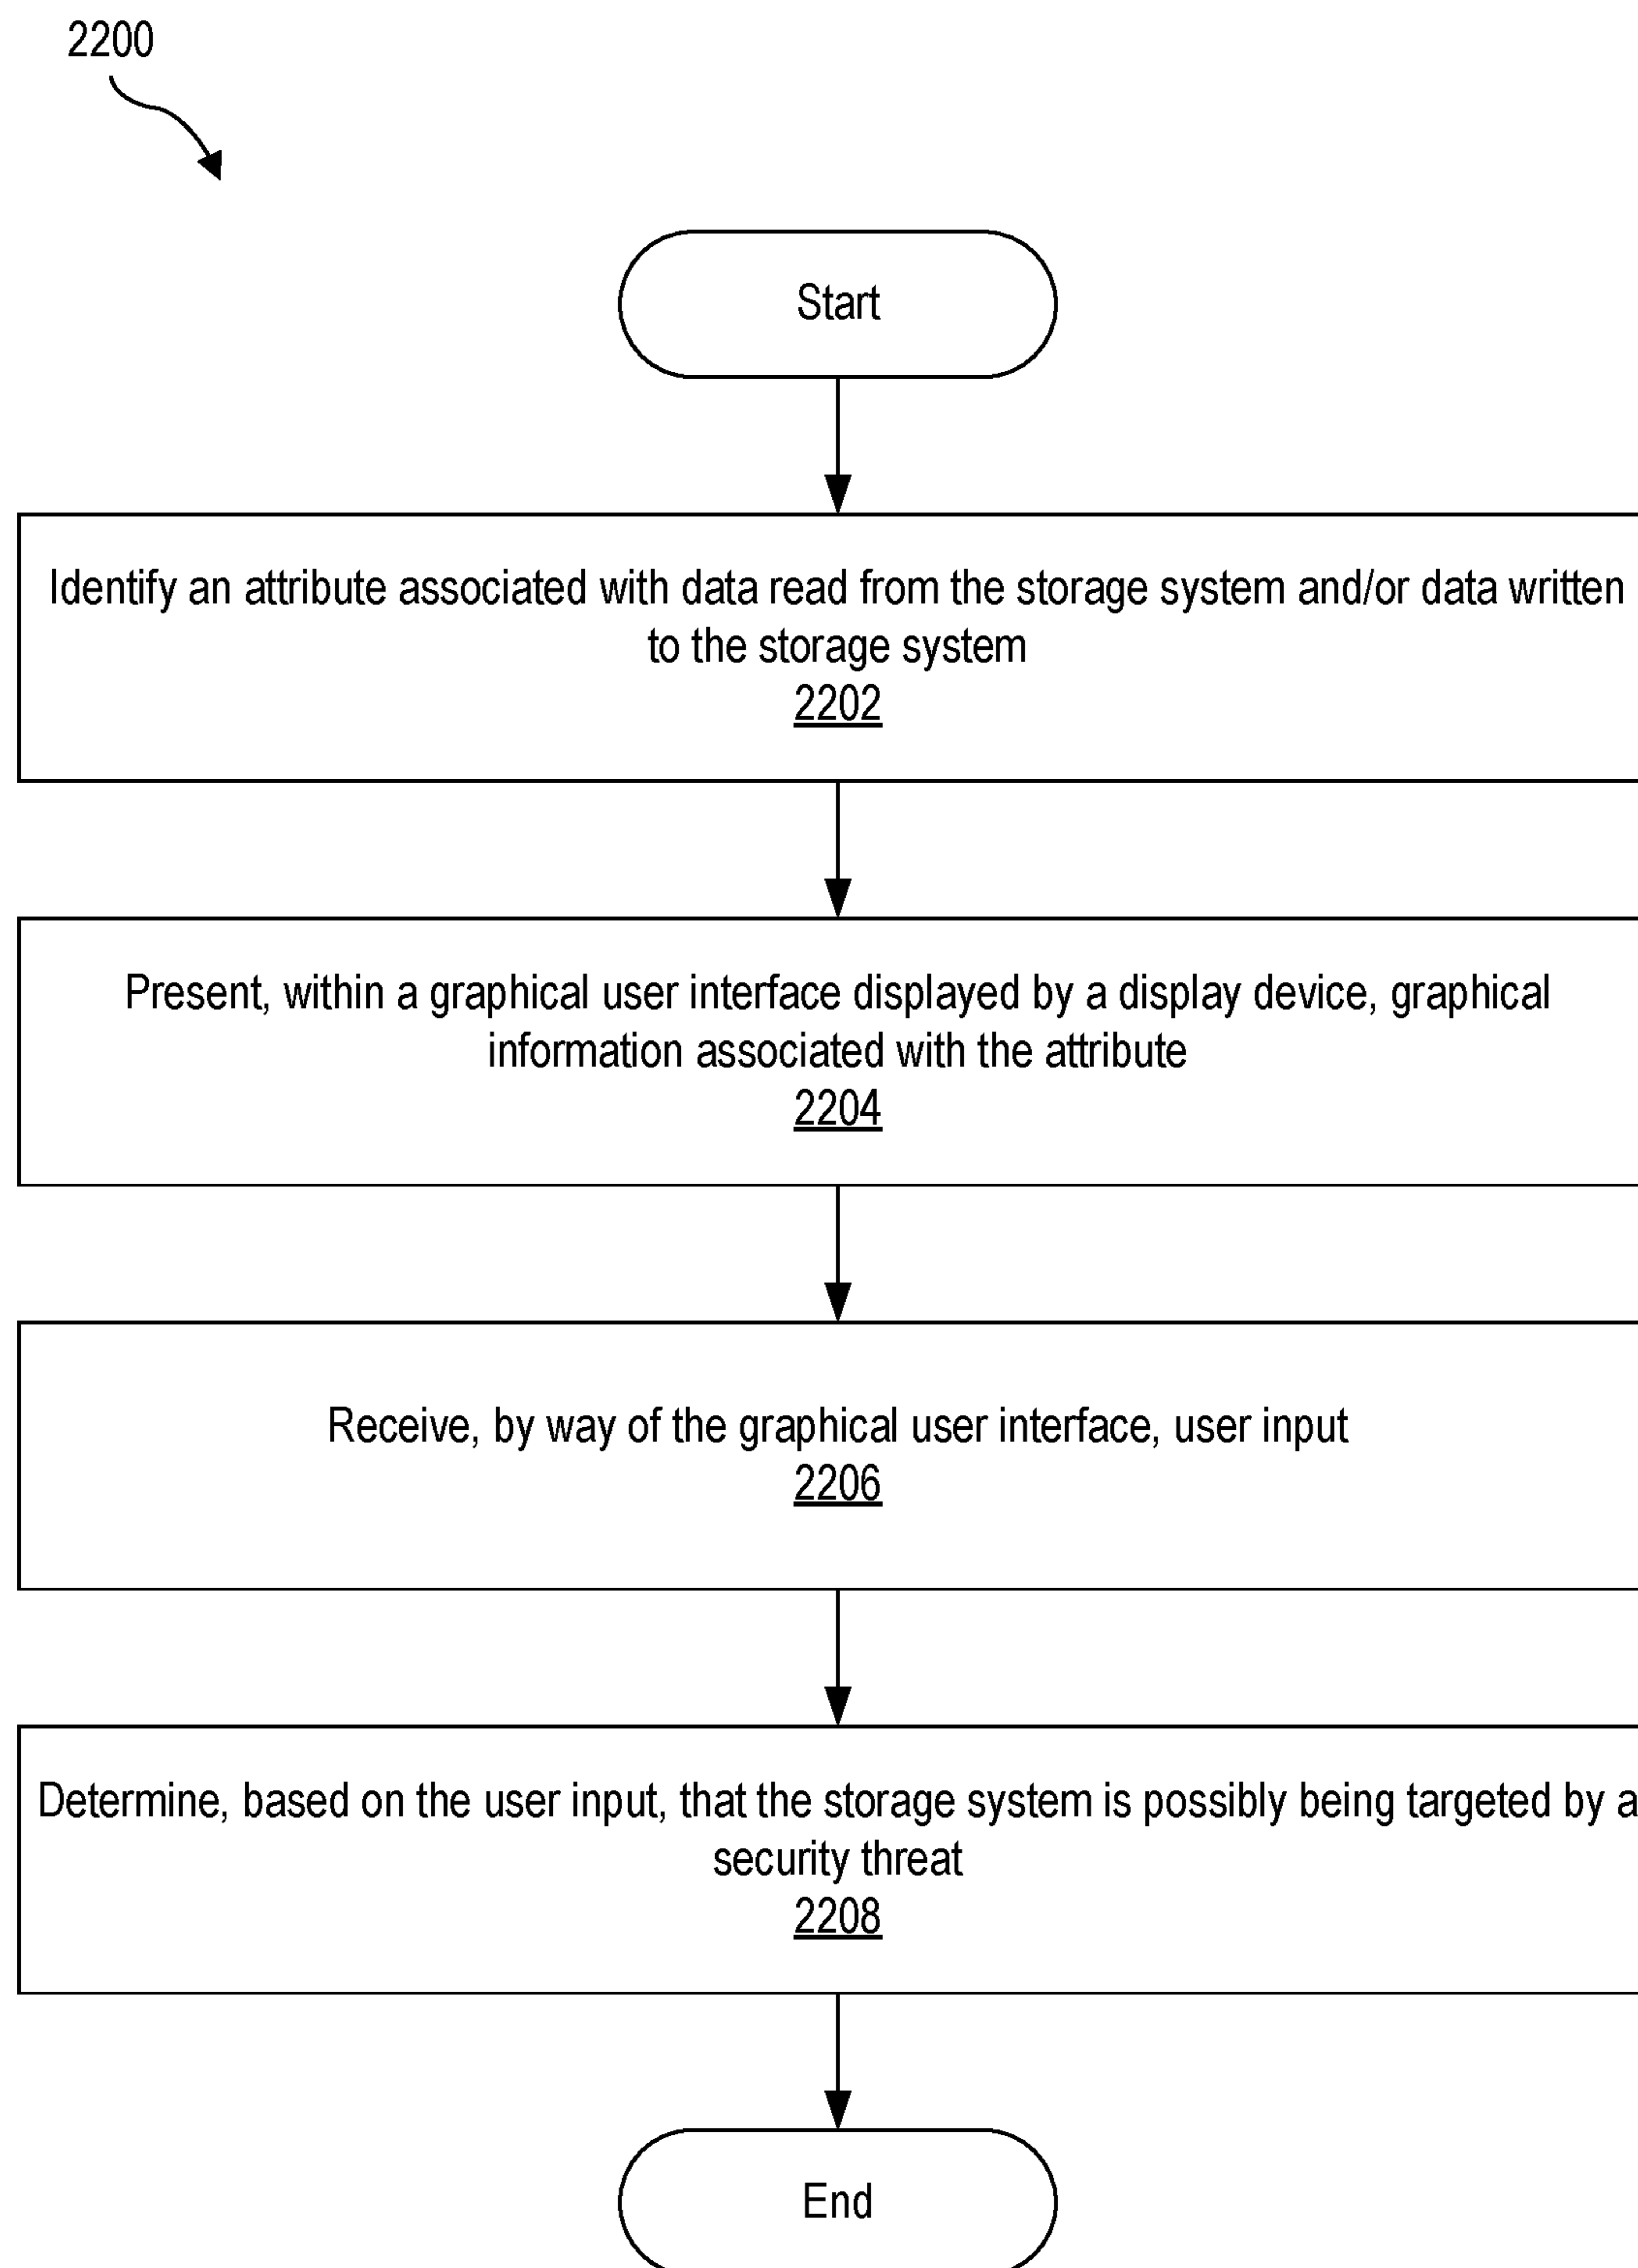 2200
Start
Identify an attribute associated with data read from the storage system and/or data written
to the storage system
2202
Present, within a graphical user interface displayed by a display device, graphical
information associated with the attribute
2204
Receive, by way of the graphical user interface, user input
2206
Determine, based on the user input, that the storage system is possibly being targeted by a
security threat
2208
End